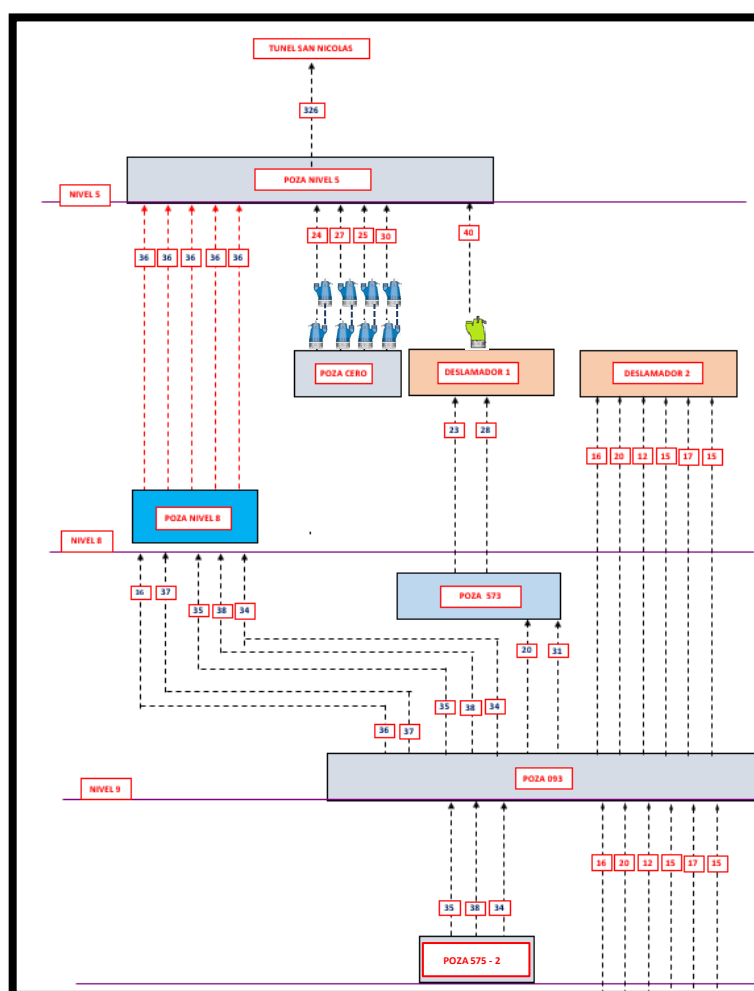 TUNEL SAN NICOLAS
326
POZA NIVEL 5
NIVEL 5
24 27 25 30 40
36 36 36 36 36
POZA CERO
DESLAMADOR 1
DESLAMADOR 2
23 28
16 20 12 15 17 15
POZA NIVEL 8
NIVEL 8
36 37
POZA 573
35 38 34
20 31
35 38 34
36 37
POZA 093
NIVEL 9
16 20 12 15 17 15
35 38 34
POZA 575 - 2